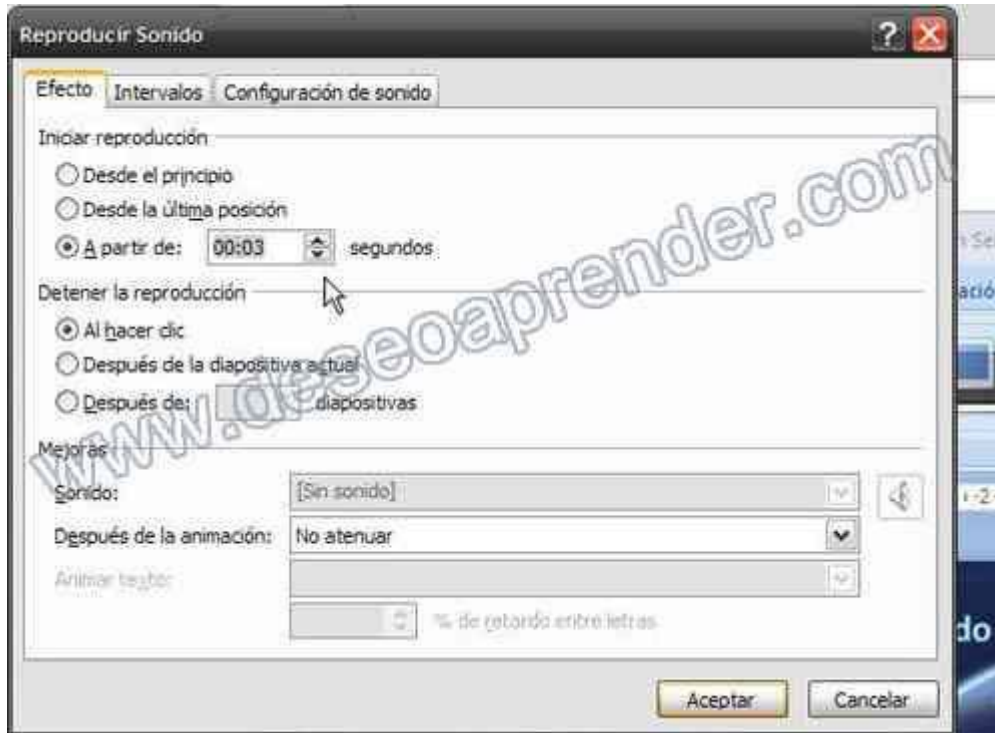 Reproducir Sonido
Efecto Intervalos Configuración de sonido
Iniciar reproducción
Desde el principio
Desde la última posición
A partir de: 00:03 segundos
Detener la reproducción
Al hacer clic
Después de la diapositiva actual
Después de: diapositivas
Mejoras
Sonido: [Sin sonido]
Después de la animación: No atenuar
Animar texto:
% de retardo entre letras
Aceptar Cancelar
www.deseoaprender.com
n Se
ació
-2
do